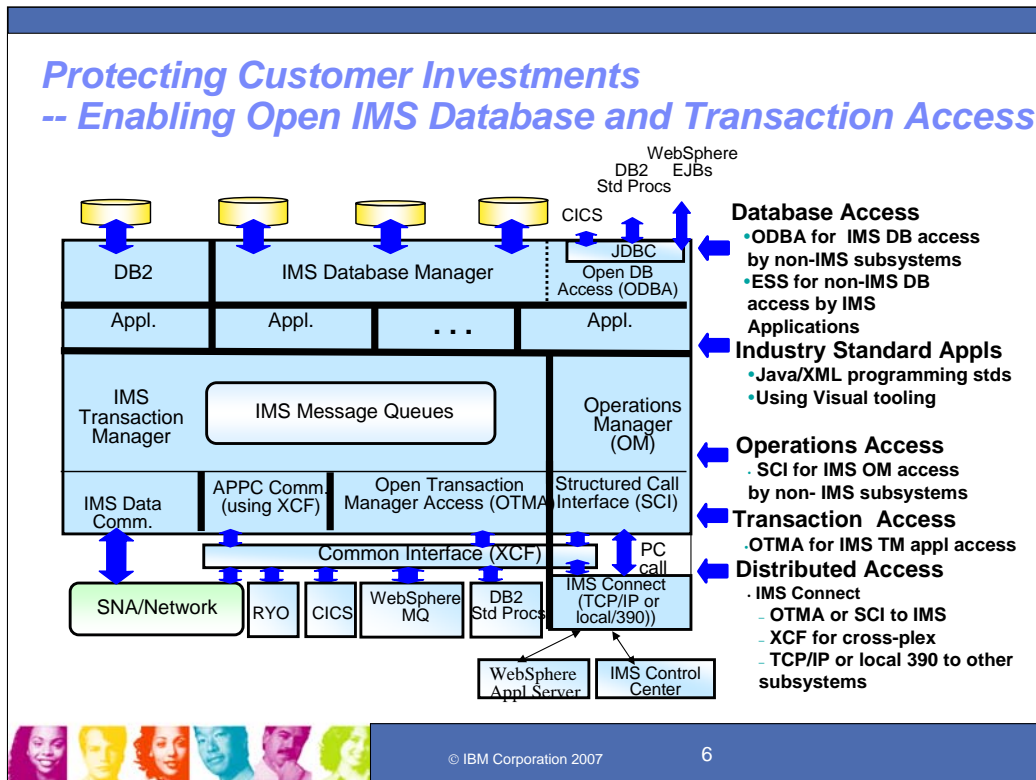 Protecting Customer Investments
-- Enabling Open IMS Database and Transaction Access
WebSphere
EJBs
DB2
Std Procs
CICS
JDBC
DB2
IMS Database Manager
Open DB
Access (ODBA)
Appl.
Appl.
. . .
Appl.
IMS
Transaction
Manager
IMS Message Queues
Operations
Manager
(OM)
IMS Data
Comm.
APPC Comm.
(using XCF)
Open Transaction
Manager Access (OTMA)
Structured Call
Interface (SCI)
Common Interface (XCF)
PC
call
SNA/Network
RYO
CICS
WebSphere
MQ
DB2
Std Procs
IMS Connect
(TCP/IP or
local/390))
WebSphere
Appl Server
IMS Control
Center
Database Access
•ODBA for IMS DB access
by non-IMS subsystems
•ESS for non-IMS DB
access by IMS
Applications
Industry Standard Appls
•Java/XML programming stds
•Using Visual tooling
Operations Access
· SCI for IMS OM access
by non- IMS subsystems
Transaction Access
·OTMA for IMS TM appl access
Distributed Access
· IMS Connect
– OTMA or SCI to IMS
– XCF for cross-plex
– TCP/IP or local 390 to other
subsystems
© IBM Corporation 2007
6